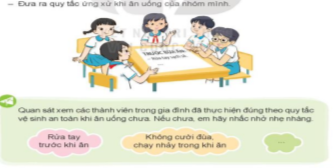 – Đưa ra quy tắc ứng xử khi ăn uống của nhóm mình.
Quan sát xem các thành viên trong gia đình đã thực hiện đúng theo quy tắc
vệ sinh an toàn khi ăn uống chưa. Nếu chưa, em hãy nhắc nhở nhẹ nhàng.
Rửa tay
trước khi ăn
Không cười đùa,
chạy nhảy trong khi ăn
...